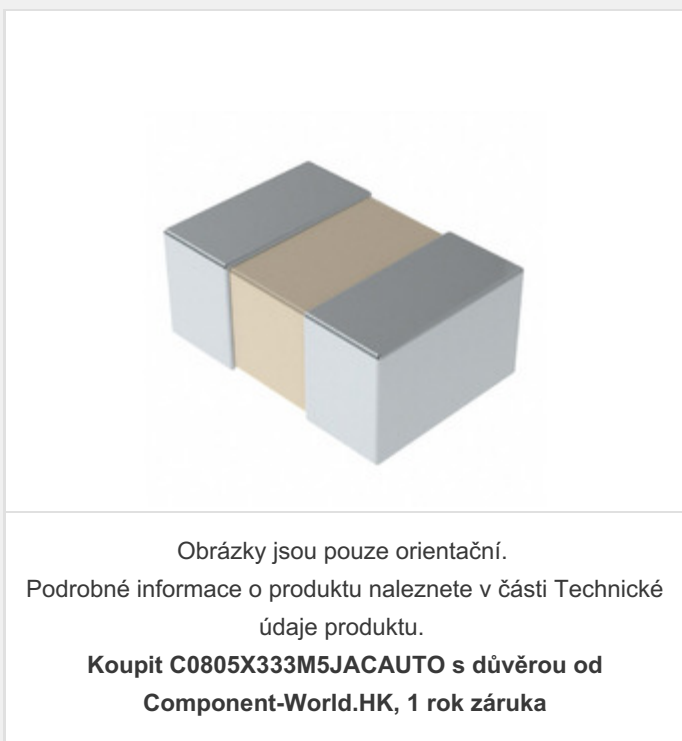 Obrázky jsou pouze orientační.
Podrobné informace o produktu naleznete v části Technické
údaje produktu.
Koupit C0805X333M5JACAUTO s důvěrou od
Component-World.HK, 1 rok záruka